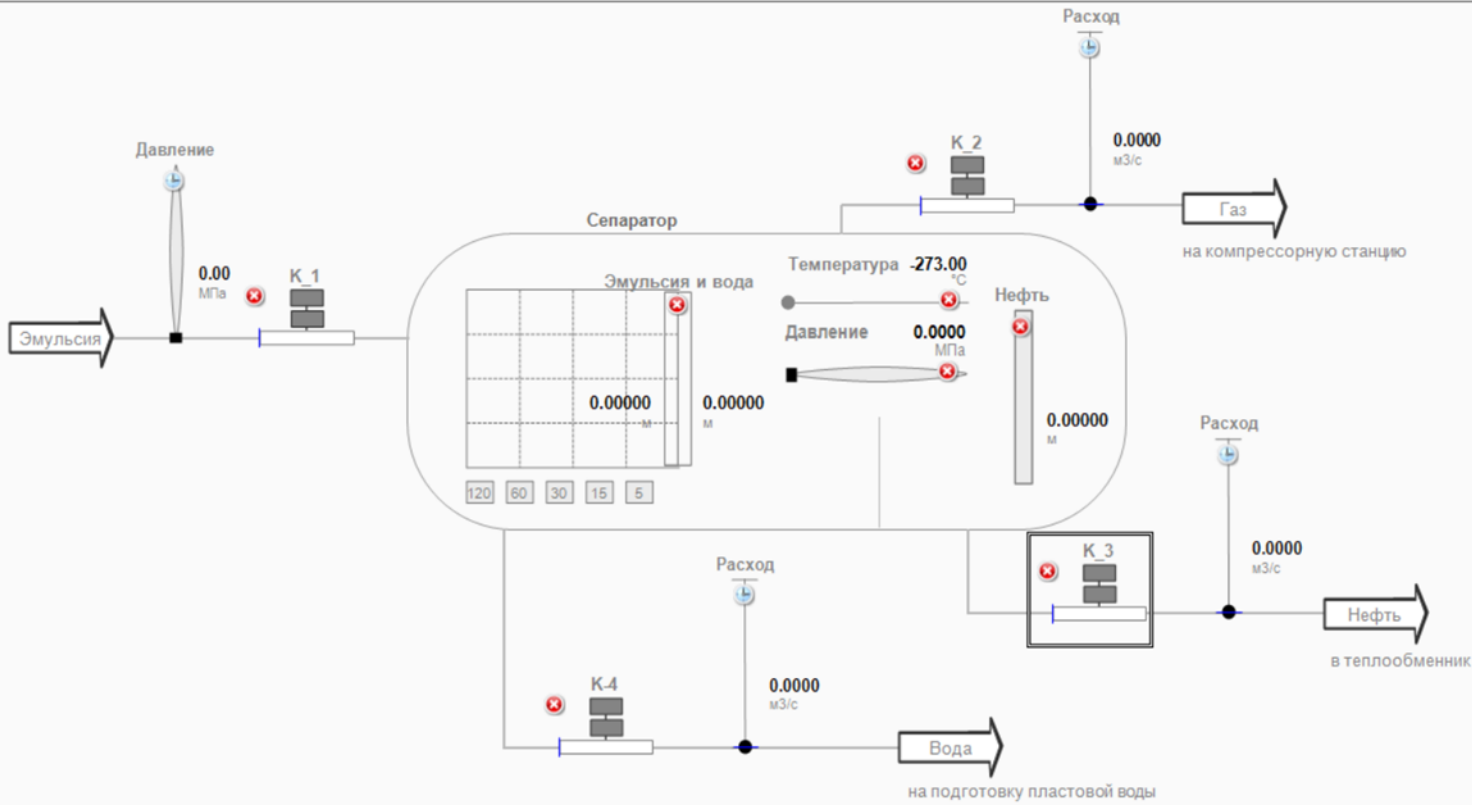 Расход
0.0000
м3/с
К_2
Газ
на компрессорную станцию
Давление
0.00
МПа
К_1
Эмульсия
Сепаратор
Эмульсия и вода
0.00000
м
0.00000
м
120 60 30 15 5
Температура -273.00
°C
Давление 0.0000
МПа
Нефть
0.00000
м
Расход
0.0000
м3/с
К_3
Нефть
в теплообменник
Расход
0.0000
м3/с
К-4
Вода
на подготовку пластовой воды